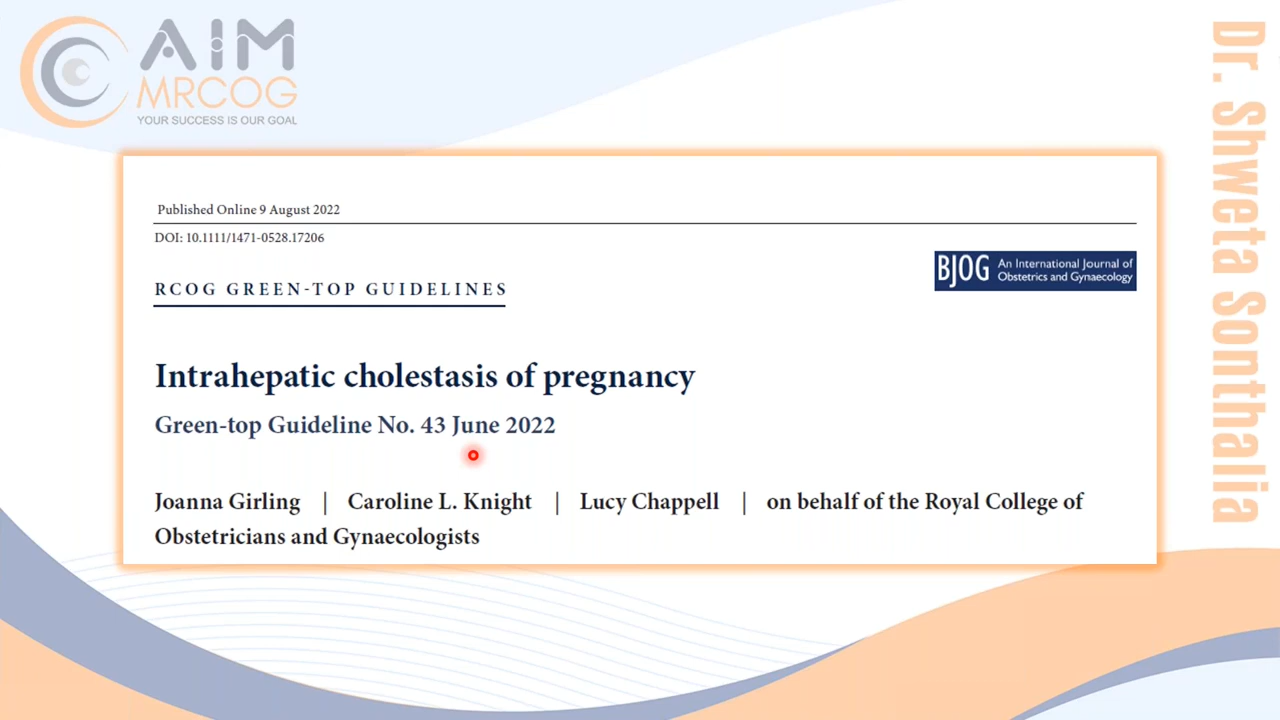 AIM
MRCOG
YOUR SUCCESS IS OUR GOAL
Dr. Shweta Sonthalia
Published Online 9 August 2022
DOI: 10.1111/1471-0528.17206
BJOG An International Journal of
Obstetrics and Gynaecology
RCOG GREEN-TOP GUIDELINES
Intrahepatic cholestasis of pregnancy
Green-top Guideline No. 43 June 2022
Joanna Girling | Caroline L. Knight | Lucy Chappell | on behalf of the Royal College of
Obstetricians and Gynaecologists